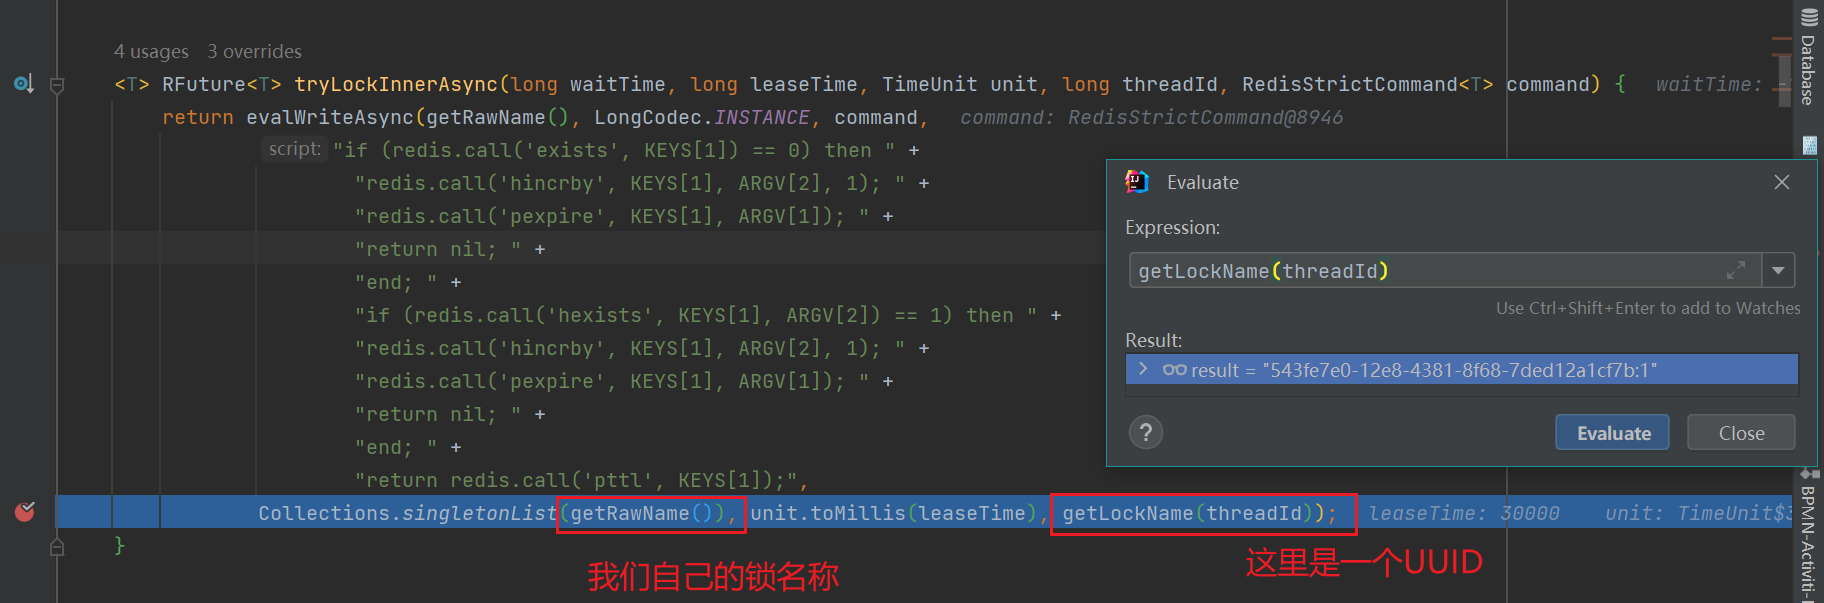 4 usages   3 overrides
<T> RFuture<T> tryLockInnerAsync(long waitTime, long leaseTime, TimeUnit unit, long threadId, RedisStrictCommand<T> command) {   waitTime: -
return evalWriteAsync(getRawName(), LongCodec.INSTANCE, command,   command: RedisStrictCommand@8946
script: "if (redis.call('exists', KEYS[1]) == 0) then " +
"redis.call('hincrby', KEYS[1], ARGV[2], 1); " +
"redis.call('pexpire', KEYS[1], ARGV[1]); " +
"return nil; " +
"end; " +
"if (redis.call('hexists', KEYS[1], ARGV[2]) == 1) then " +
"redis.call('hincrby', KEYS[1], ARGV[2], 1); " +
"redis.call('pexpire', KEYS[1], ARGV[1]); " +
"return nil; " +
"end; " +
"return redis.call('pttl', KEYS[1]);",
Collections.singletonList(getRawName()), unit.toMillis(leaseTime), getLockName(threadId));   leaseTime: 30000   unit: TimeUnit$3
}
我们自己的锁名称
这里是一个UUID
Evaluate
Expression:
getLockName(threadId)
Use Ctrl+Shift+Enter to add to Watches
Result:
result = "543fe7e0-12e8-4381-8f68-7ded12a1cf7b:1"
?
Evaluate
Close
Database
BPMN-Activiti-